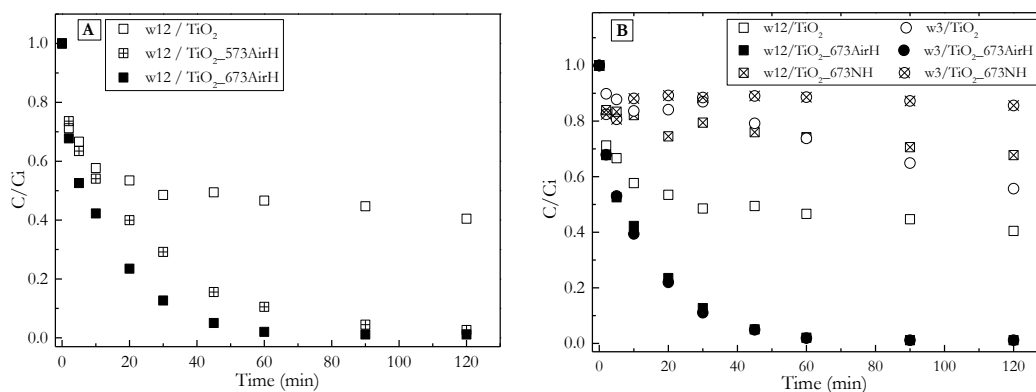 A
w12 / TiO₂
w12 / TiO₂_573AirH
w12 / TiO₂_673AirH
C/Ci
1.0
0.8
0.6
0.4
0.2
0.0
0 20 40 60 80 100 120
Time (min)
B
w12/TiO₂ w3/TiO₂
w12/TiO₂_673AirH w3/TiO₂_673AirH
w12/TiO₂_673NH w3/TiO₂_673NH
C/Ci
1.0
0.8
0.6
0.4
0.2
0.0
0 20 40 60 80 100 120
Time (min)